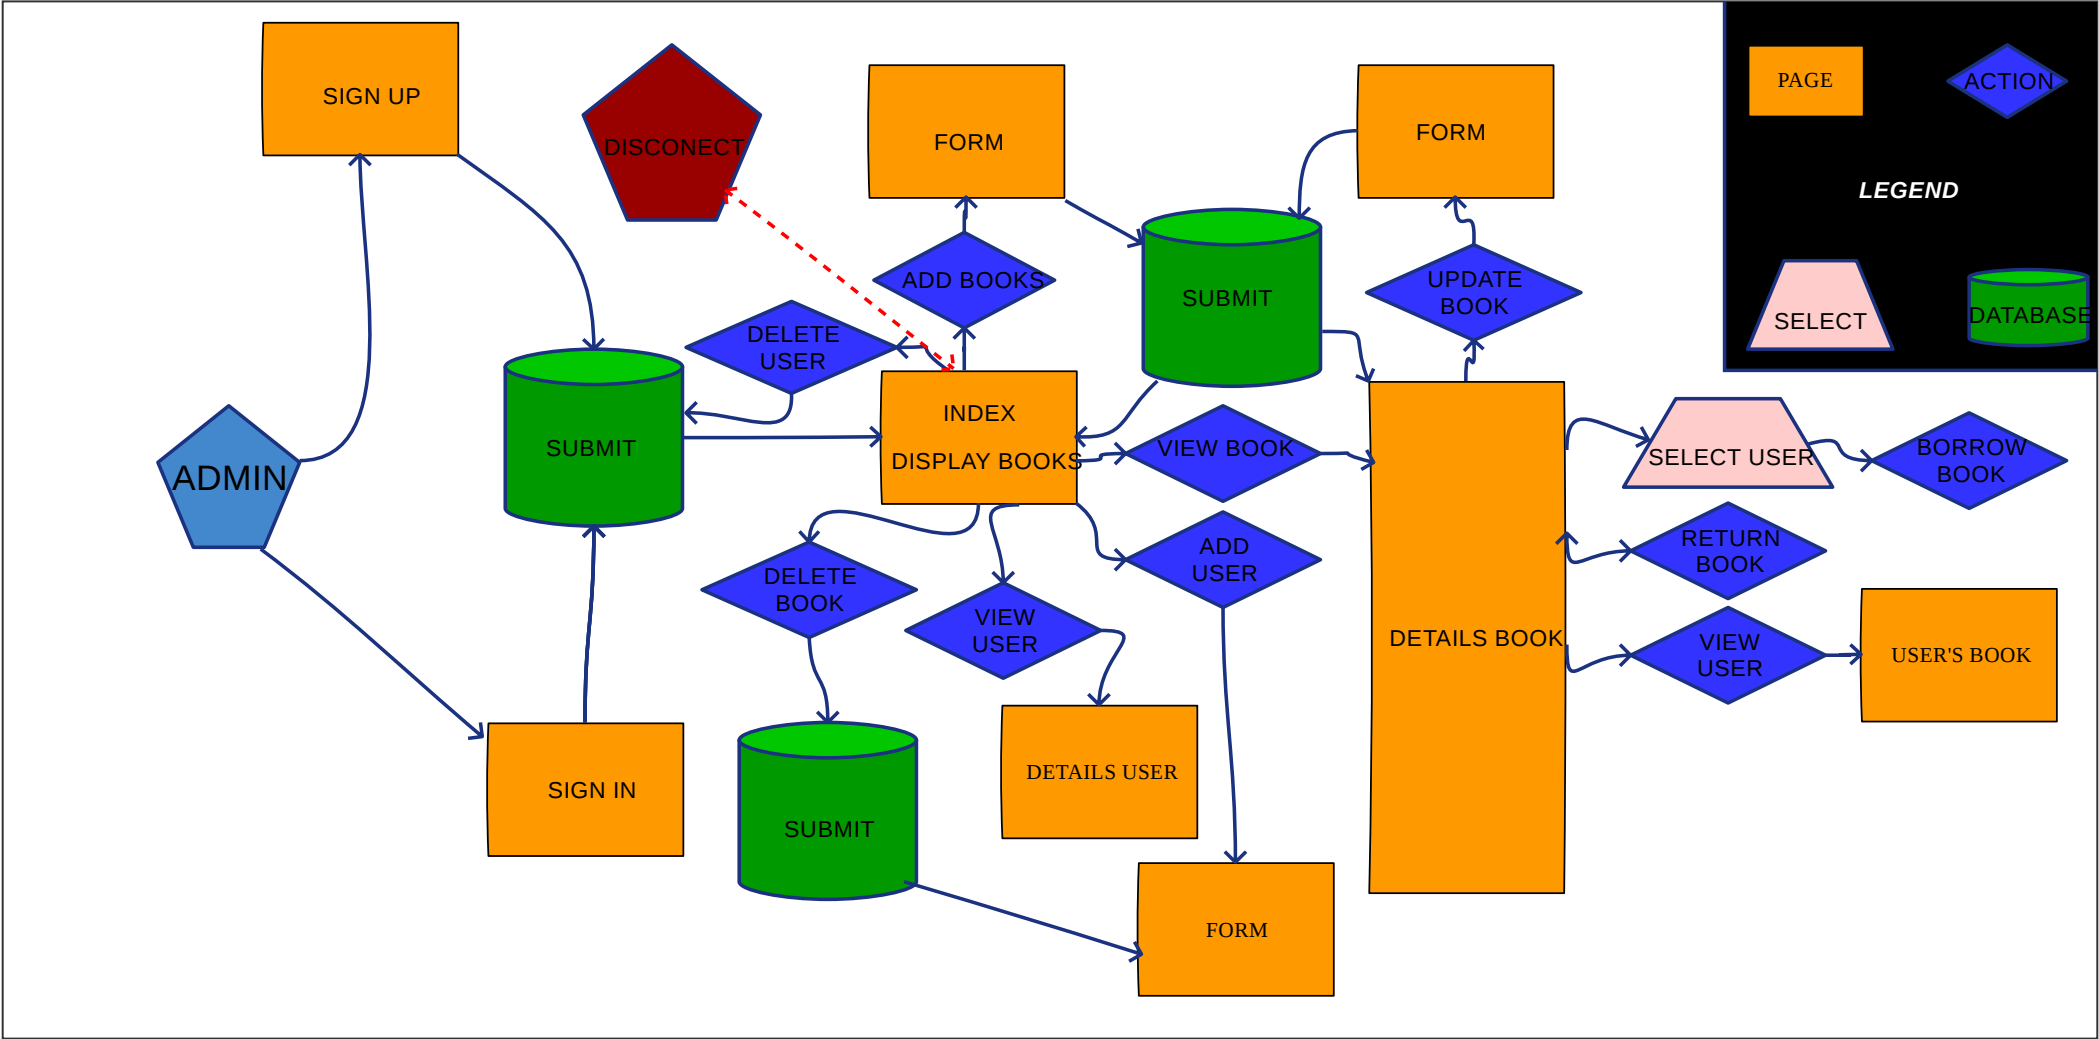 SIGN UP
DISCONECT
FORM
FORM
PAGE
ACTION
LEGEND
SELECT
DATABASE
ADD BOOKS
SUBMIT
UPDATE
BOOK
DELETE
USER
ADMIN
SUBMIT
INDEX
DISPLAY BOOKS
VIEW BOOK
SELECT USER
BORROW
BOOK
DELETE
BOOK
VIEW
USER
ADD
USER
RETURN
BOOK
DETAILS BOOK
VIEW
USER
USER'S BOOK
SIGN IN
SUBMIT
DETAILS USER
FORM